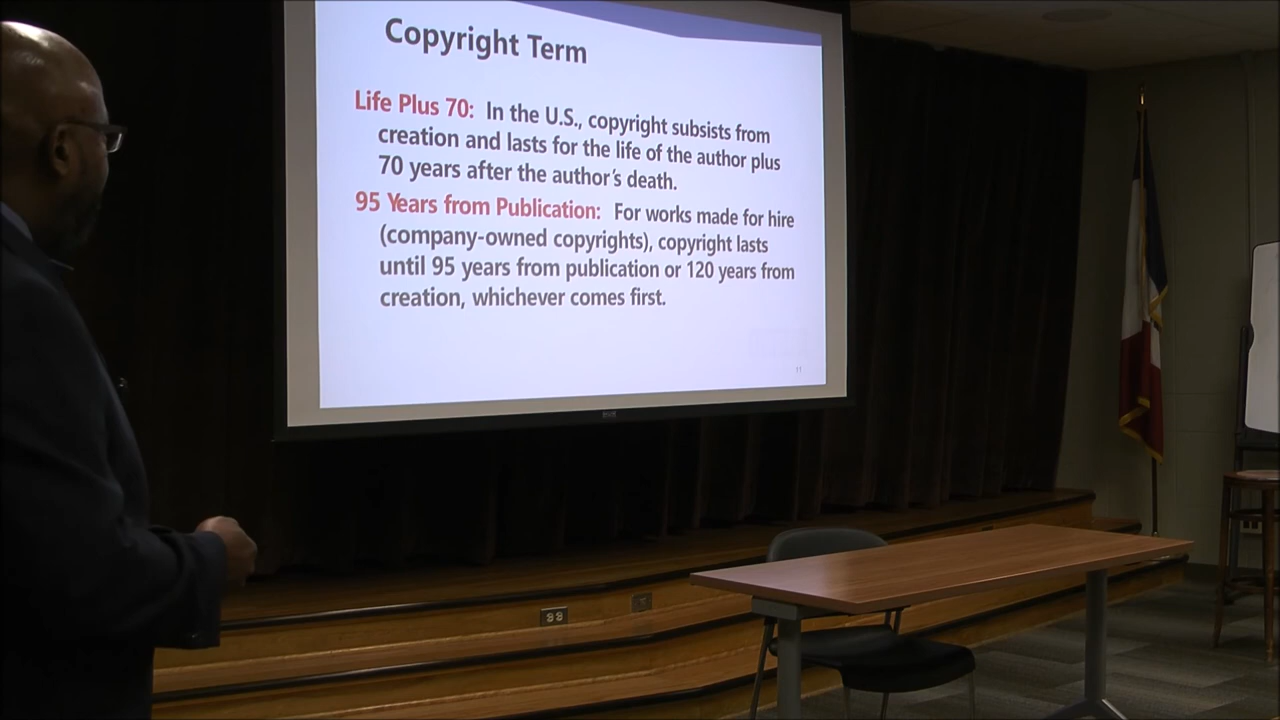 Copyright Term
Life Plus 70: In the U.S., copyright subsists from
creation and lasts for the life of the author plus
70 years after the author's death.
95 Years from Publication: For works made for hire
(company-owned copyrights), copyright lasts
until 95 years from publication or 120 years from
creation, whichever comes first.
11